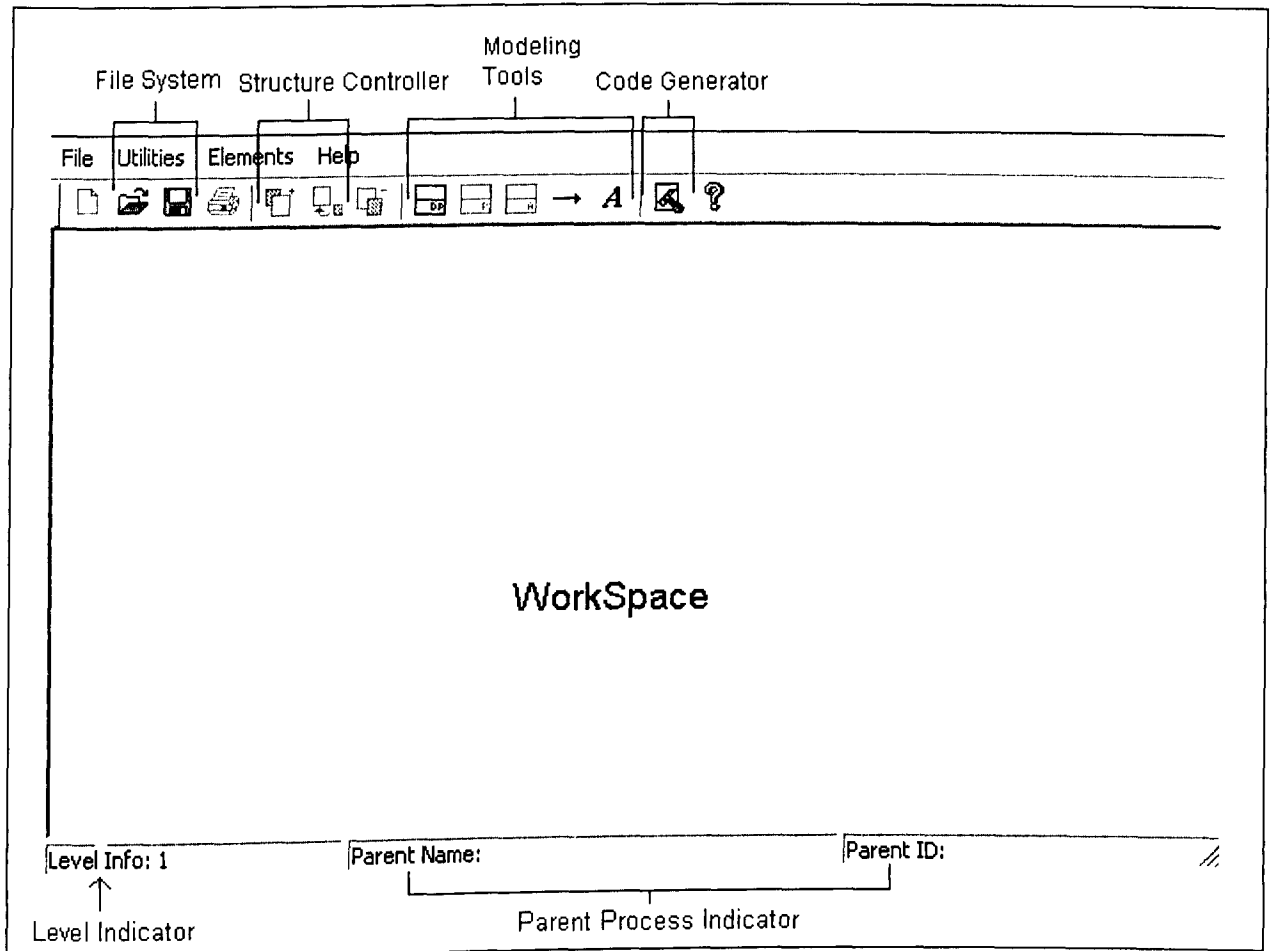 Modeling
Tools
File System Structure Controller Code Generator
File Utilities Elements Help
DP
A
WorkSpace
Level Info: 1 Parent Name: Parent ID:
Level Indicator Parent Process Indicator